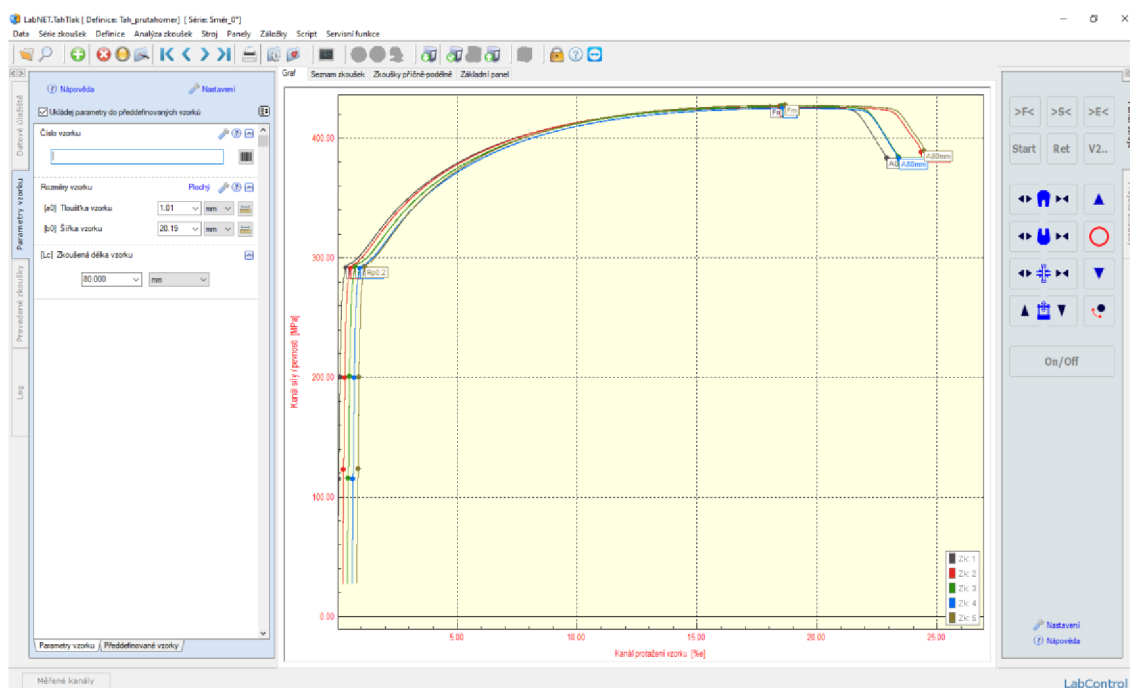 LabNET.TahTlak [ Definice: Tah_prutahomer] [ Série: Směr_0°]
Data Série zkoušek Definice Analýza zkoušek Stroj Panely Záložky Script Servisní funkce
Graf Seznam zkoušek Zkoušky příčně-podélně Základní panel
Datové úložiště
Parametry vzorku
Provedené zkoušky
Log
Nápověda Nastavení
Ukládej parametry do předdefinovaných vzorků
Číslo vzorku
Rozměry vzorku Plochý
[a0] Tloušťka vzorku 1.01 mm
[b0] Šířka vzorku 20.19 mm
[Lc] Zkoušená délka vzorku
80.000 mm
Parametry vzorku Předdefinované vzorky
Kanál síly / pevnosti [MPa]
400.00
300.00
200.00
100.00
0.00
Fm
Rp0.2
A80mm
A80mm
Zk: 1
Zk: 2
Zk: 3
Zk: 4
Zk: 5
5.00 10.00 15.00 20.00 25.00
Kanál protažení vzorku [%e]
>F< >S< >E<
Start Ret V2..
On/Off
Nastavení
Nápověda
Měřené kanály
LabControl